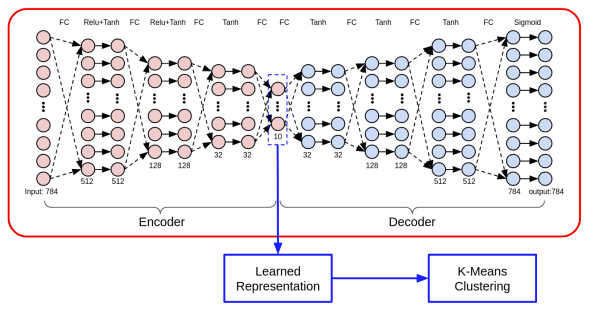 FC Relu+Tanh FC Relu+Tanh FC Tanh FC FC Tanh FC Tanh FC Tanh FC Sigmoid
10
32 32 32 32
128 128 128 128
512 512 512 512
Input: 784 784 output:784
Encoder Decoder
Learned
Representation
K-Means
Clustering